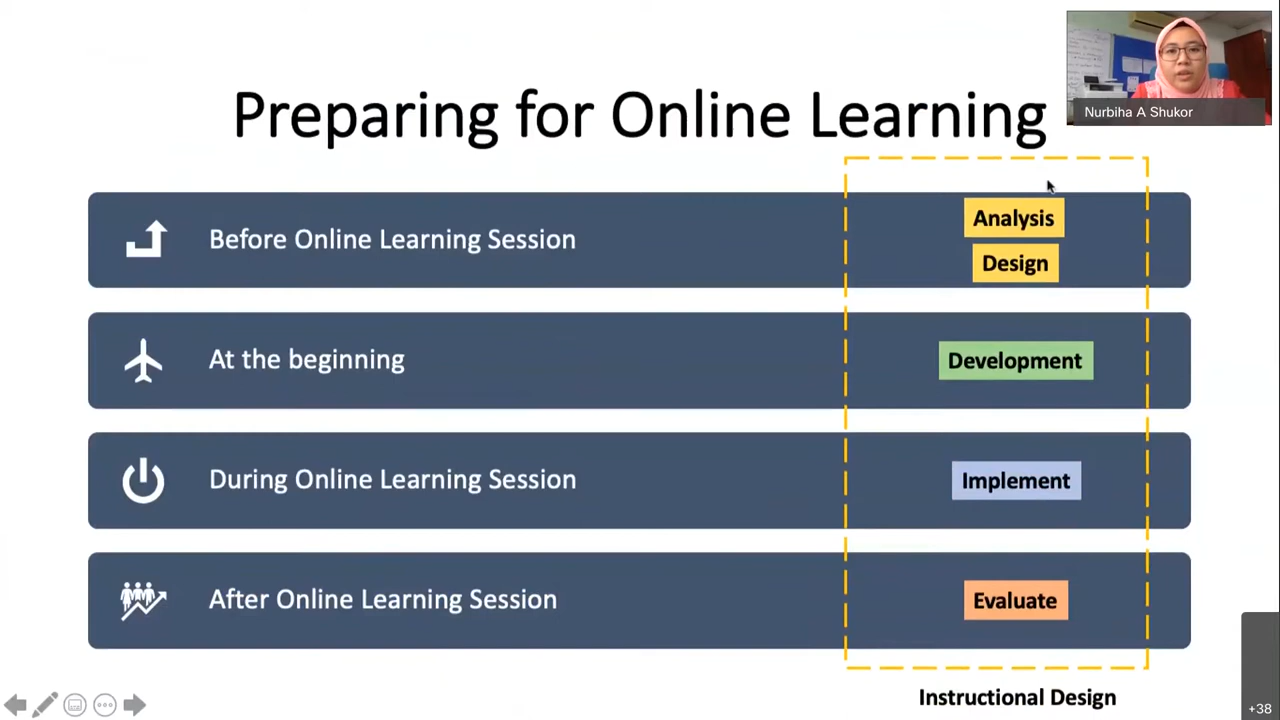 Preparing for Online Learning
Nurbiha A Shukor
Before Online Learning Session
Analysis
Design
At the beginning
Development
During Online Learning Session
Implement
After Online Learning Session
Evaluate
Instructional Design
+38